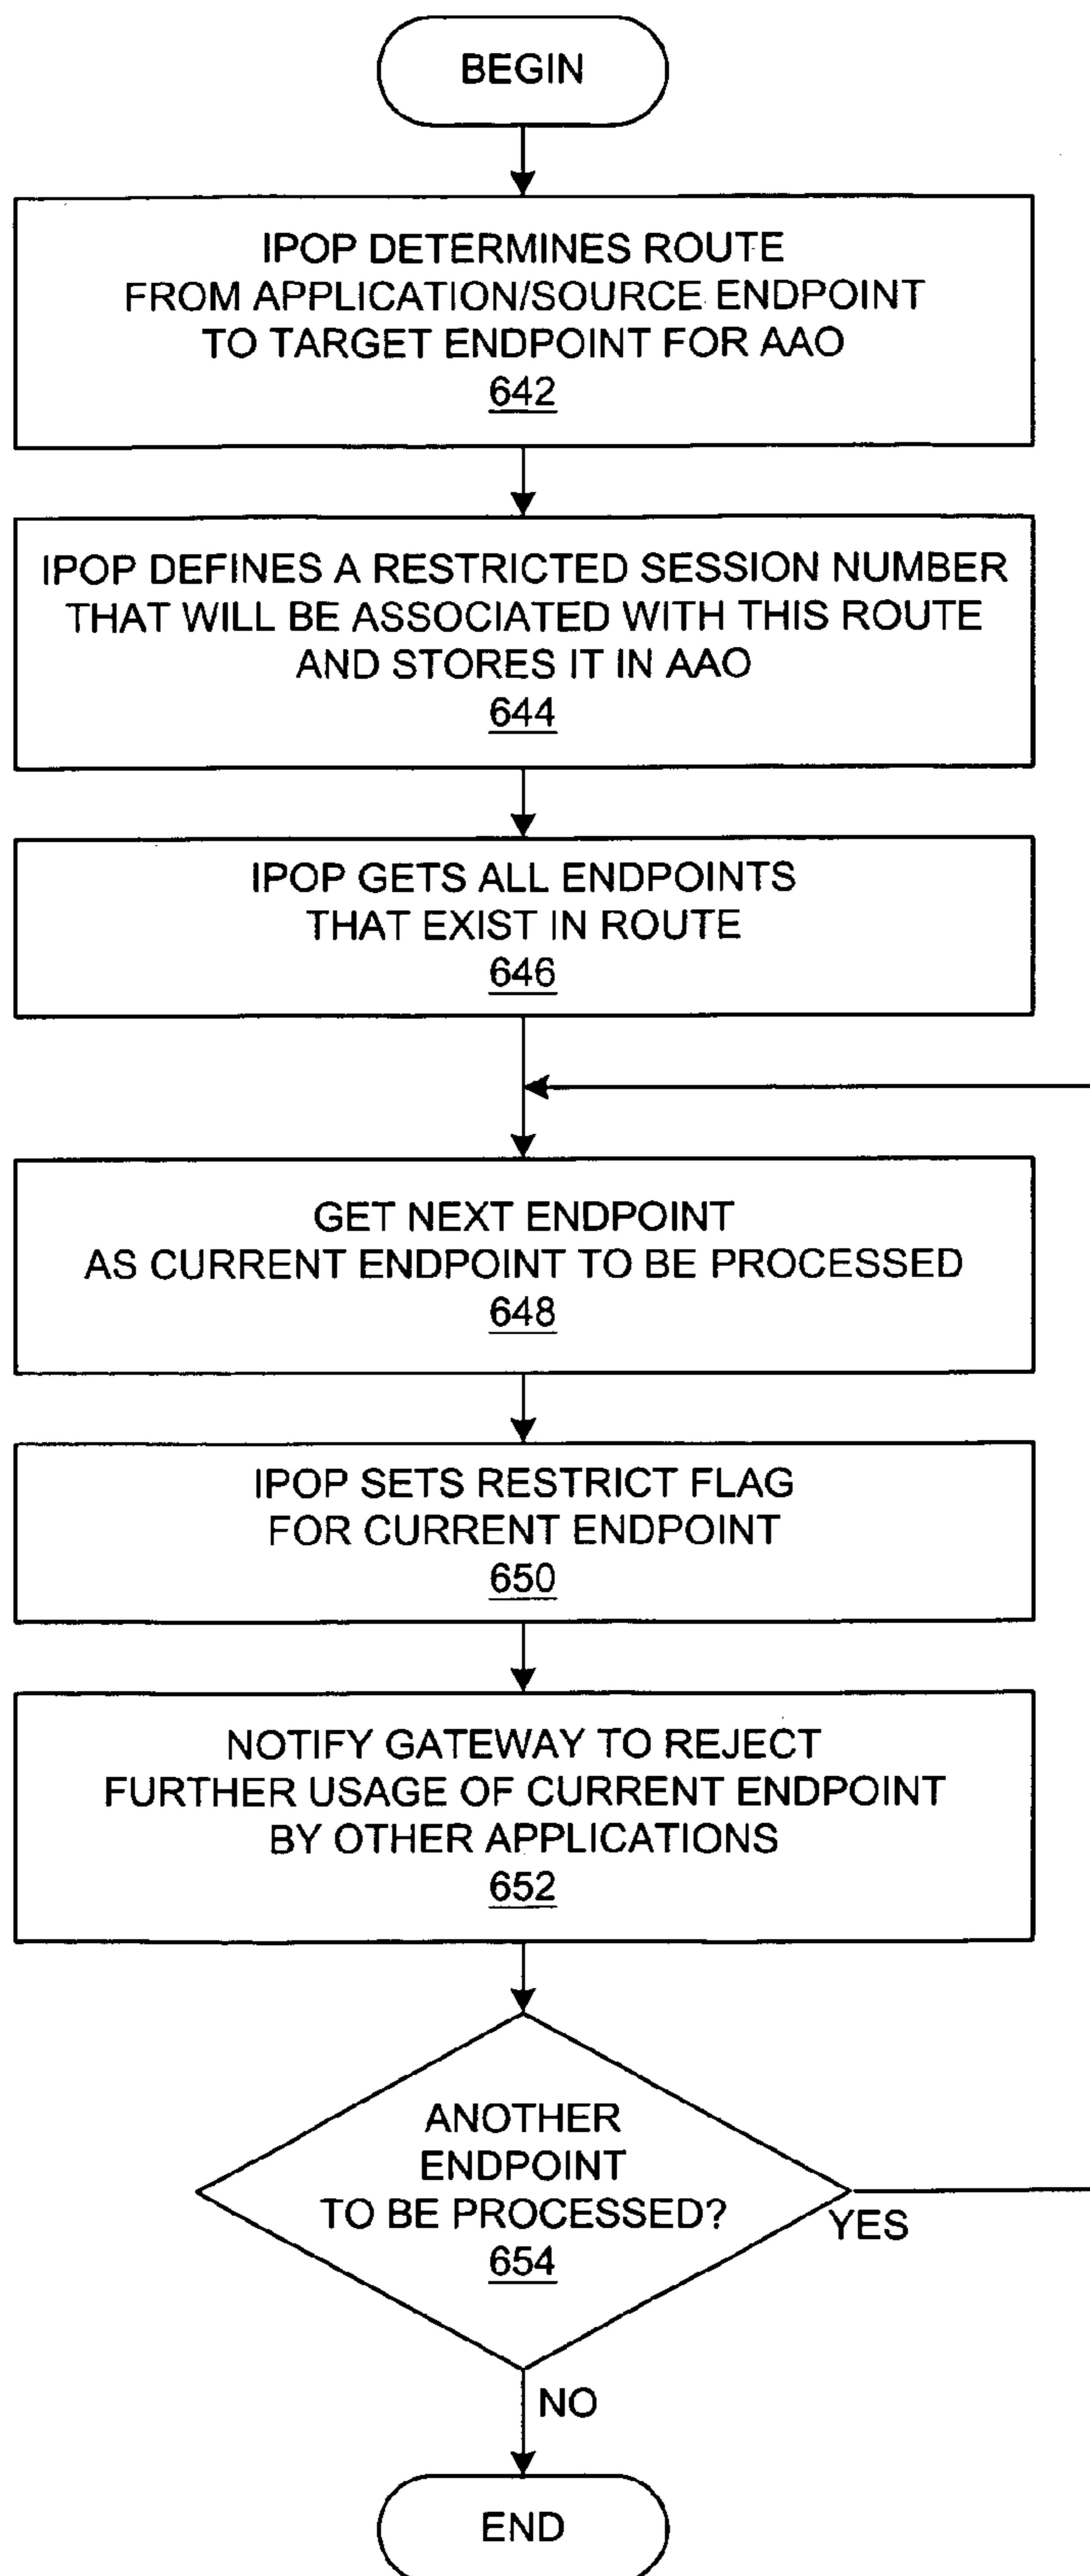 BEGIN
IPOP DETERMINES ROUTE
FROM APPLICATION/SOURCE ENDPOINT
TO TARGET ENDPOINT FOR AAO
642
IPOP DEFINES A RESTRICTED SESSION NUMBER
THAT WILL BE ASSOCIATED WITH THIS ROUTE
AND STORES IT IN AAO
644
IPOP GETS ALL ENDPOINTS
THAT EXIST IN ROUTE
646
GET NEXT ENDPOINT
AS CURRENT ENDPOINT TO BE PROCESSED
648
IPOP SETS RESTRICT FLAG
FOR CURRENT ENDPOINT
650
NOTIFY GATEWAY TO REJECT
FURTHER USAGE OF CURRENT ENDPOINT
BY OTHER APPLICATIONS
652
ANOTHER
ENDPOINT
TO BE PROCESSED?
654
YES
NO
END